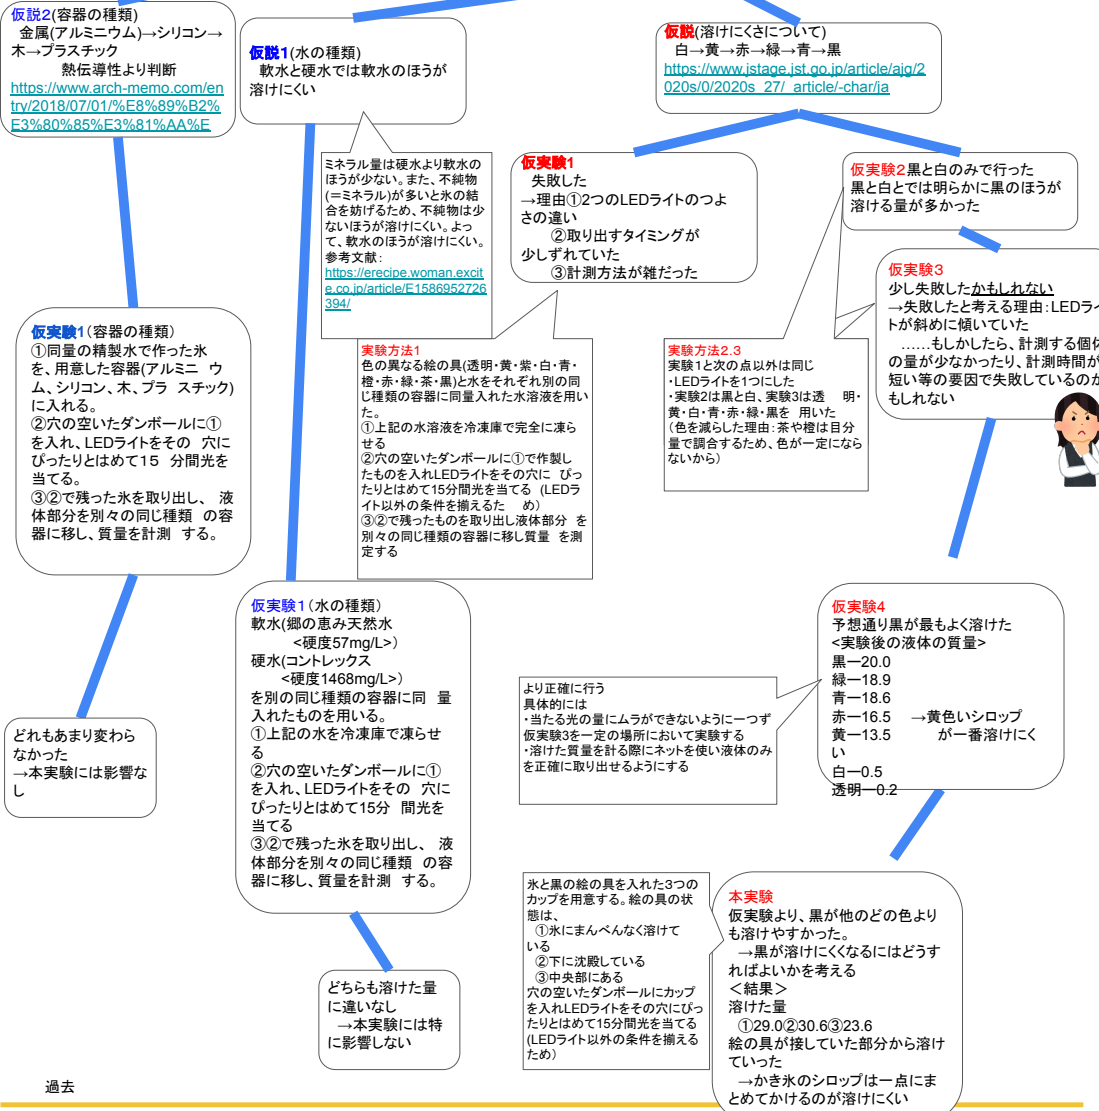 仮説2(容器の種類)
金属(アルミニウム)→シリコン→
木→プラスチック
熱伝導性より判断
https://www.arch-memo.com/en
try/2018/07/01/%E8%89%B2%
E3%80%85%E3%81%AA%E
仮説1(水の種類)
軟水と硬水では軟水のほうが
溶けにくい
仮説(溶けにくさについて)
白→黄→赤→緑→青→黒
https://www.jstage.jst.go.jp/article/ajg/2
020s/0/2020s_27/_article/-char/ja
ミネラル量は硬水より軟水の
ほうが少ない。また、不純物
(＝ミネラル)が多いと氷の結
合を妨げるため、不純物は少
ないほうが溶けにくい。よっ
て、軟水のほうが溶けにくい。
参考文献：
https://erecipe.woman.excit
e.co.jp/article/E1586952726
394/
仮実験1
失敗した
→理由①2つのLEDライトのつよ
さの違い
②取り出すタイミングが
少しずれていた
③計測方法が雑だった
仮実験2黒と白のみで行った
黒と白とでは明らかに黒のほうが
溶ける量が多かった
仮実験3
少し失敗したかもしれない
→失敗したと考える理由：LEDライ
トが斜めに傾いていた
……もしかしたら、計測する個体
の量が少なかったり、計測時間が
短い等の要因で失敗しているのか
もしれない
仮実験1（容器の種類）
①同量の精製水で作った氷
を、用意した容器(アルミニ ウ
ム、シリコン、木、プラ スチック)
に入れる。
②穴の空いたダンボールに①
を入れ、LEDライトをその 穴に
ぴったりとはめて15 分間光を
当てる。
③②で残った氷を取り出し、 液
体部分を別々の同じ種類 の容
器に移し、質量を計測 する。
実験方法1
色の異なる絵の具(透明・黄・紫・白・青・
橙・赤・緑・茶・黒)と水をそれぞれ別の同
じ種類の容器に同量入れた水溶液を用い
た。
①上記の水溶液を冷凍庫で完全に凍ら
せる
②穴の空いたダンボールに①で作製し
たものを入れLEDライトをその穴に ぴっ
たりとはめて15分間光を当てる (LEDラ
イト以外の条件を揃えるた め)
③②で残ったものを取り出し液体部分 を
別々の同じ種類の容器に移し質量 を測
定する
実験方法2.3
実験1と次の点以外は同じ
・LEDライトを1つにした
・実験2は黒と白、実験3は透 明・
黄・白・青・赤・緑・黒を 用いた
(色を減らした理由：茶や橙は目分
量で調合するため、色が一定になら
ないから)
仮実験1（水の種類）
軟水(郷の恵み天然水
<硬度57mg/L>）
硬水(コントレックス
<硬度1468mg/L>）
を別の同じ種類の容器に同 量
入れたものを用いる。
①上記の水を冷凍庫で凍らせ
る
②穴の空いたダンボールに①
を入れ、LEDライトをその 穴に
ぴったりとはめて15分 間光を
当てる
③②で残った氷を取り出し、 液
体部分を別々の同じ種類 の容
器に移し、質量を計測 する。
仮実験4
予想通り黒が最もよく溶けた
<実験後の液体の質量>
黒ー20.0
緑ー18.9
青ー18.6
赤ー16.5 →黄色いシロップ
黄ー13.5 が一番溶けにく
い
白ー0.5
透明ー0.2
より正確に行う
具体的には
・当たる光の量にムラができないように一つず
仮実験3を一定の場所において実験する
・溶けた質量を計る際にネットを使い液体のみ
を正確に取り出せるようにする
どれもあまり変わら
なかった
→本実験には影響な
し
氷と黒の絵の具を入れた3つの
カップを用意する。絵の具の状
態は、
①氷にまんべんなく溶けて
いる
②下に沈殿している
③中央部にある
穴の空いたダンボールにカップ
を入れLEDライトをその穴にぴっ
たりとはめて15分間光を当てる
(LEDライト以外の条件を揃える
ため）
本実験
仮実験より、黒が他のどの色より
も溶けやすかった。
→黒が溶けにくくなるにはどうす
ればよいかを考える
＜結果＞
溶けた量
①29.0②30.6③23.6
絵の具が接していた部分から溶け
ていった
→かき氷のシロップは一点にま
とめてかけるのが溶けにくい
どちらも溶けた量
に違いなし
→本実験には特
に影響しない
過去